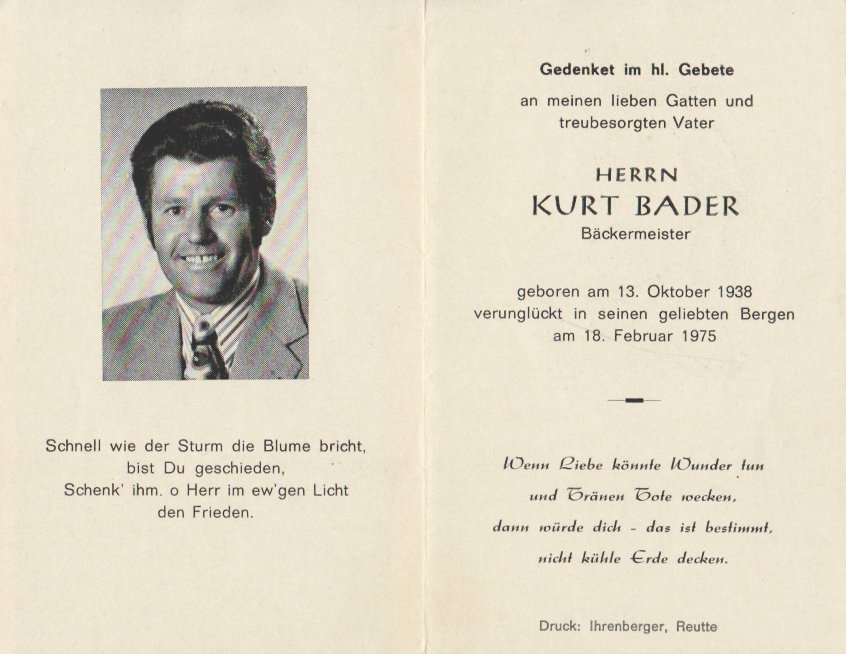 Schnell wie der Sturm die Blume bricht,
bist Du geschieden,
Schenk' ihm. o Herr im ew'gen Licht
den Frieden.
Gedenket im hl. Gebete
an meinen lieben Gatten und
treubesorgten Vater
HERRN
KURT BADER
Bäckermeister
geboren am 13. Oktober 1938
verunglückt in seinen geliebten Bergen
am 18. Februar 1975
Wenn Liebe könnte Wunder tun
und Tränen Tote wecken,
dann würde dich - das ist bestimmt,
nicht kühle Erde decken.
Druck: Ihrenberger, Reutte